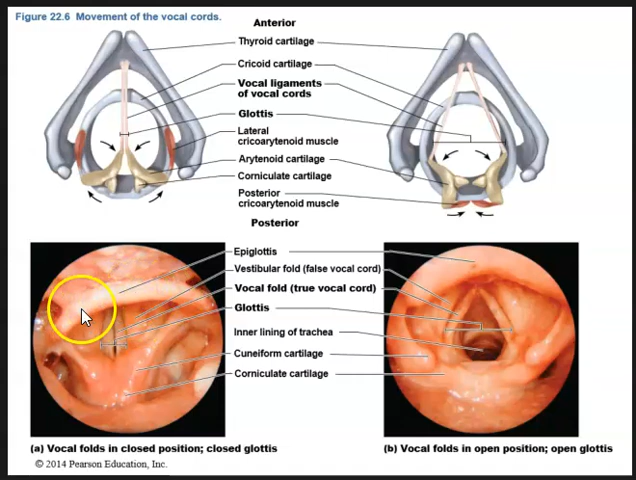 Figure 22.6 Movement of the vocal cords.
Anterior
Thyroid cartilage
Cricoid cartilage
Vocal ligaments
of vocal cords
Glottis
Lateral
cricoarytenoid muscle
Arytenoid cartilage
Corniculate cartilage
Posterior
cricoarytenoid muscle
Posterior
Epiglottis
Vestibular fold (false vocal cord)
Vocal fold (true vocal cord)
Glottis
Inner lining of trachea
Cuneiform cartilage
Corniculate cartilage
(a) Vocal folds in closed position; closed glottis
(b) Vocal folds in open position; open glottis
© 2014 Pearson Education, Inc.